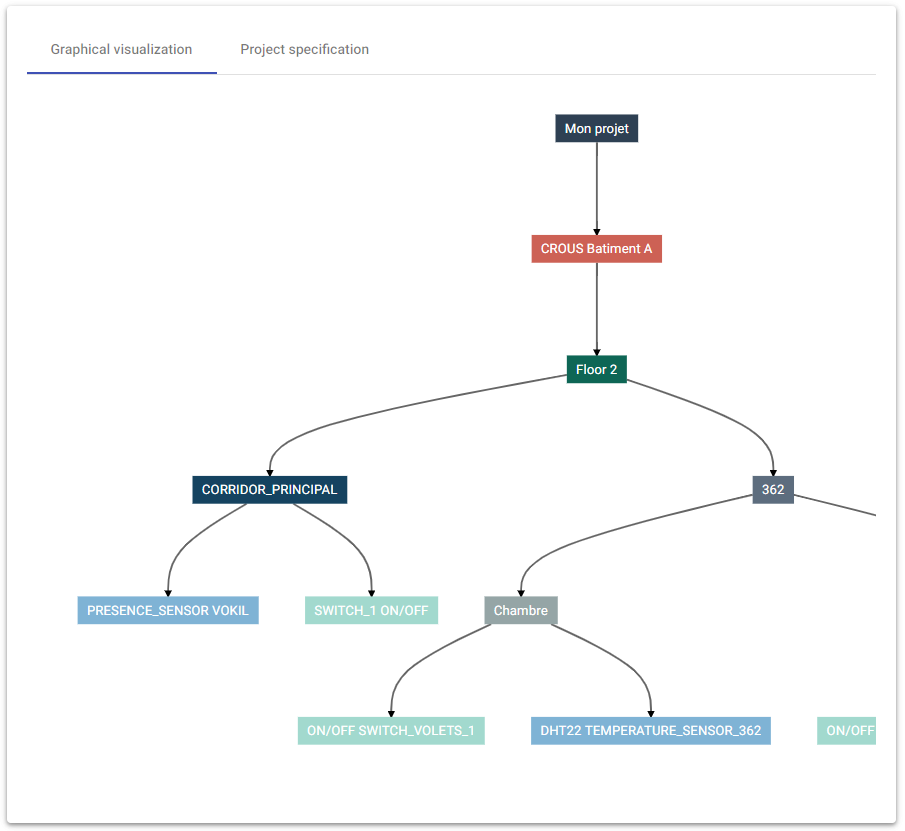 Graphical visualization
Project specification
Mon projet
CROUS Batiment A
Floor 2
CORRIDOR_PRINCIPAL
362
PRESENCE_SENSOR VOKIL
SWITCH_1 ON/OFF
Chambre
ON/OFF SWITCH_VOLETS_1
DHT22 TEMPERATURE_SENSOR_362
ON/OFF